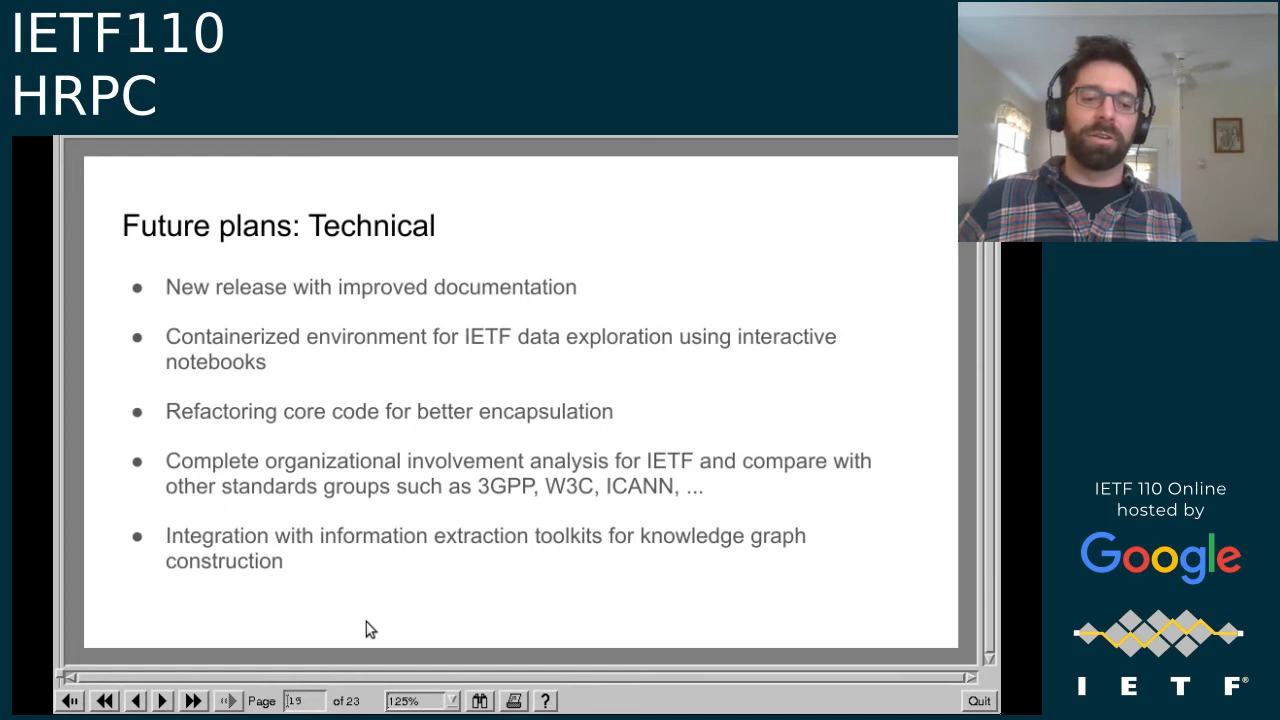 IETF110
HRPC
Future plans: Technical
● New release with improved documentation
● Containerized environment for IETF data exploration using interactive
notebooks
● Refactoring core code for better encapsulation
● Complete organizational involvement analysis for IETF and compare with
other standards groups such as 3GPP, W3C, ICANN, ...
● Integration with information extraction toolkits for knowledge graph
construction
IETF 110 Online
hosted by
Google
I E T F®
Page 19 of 23 125% ? Quit